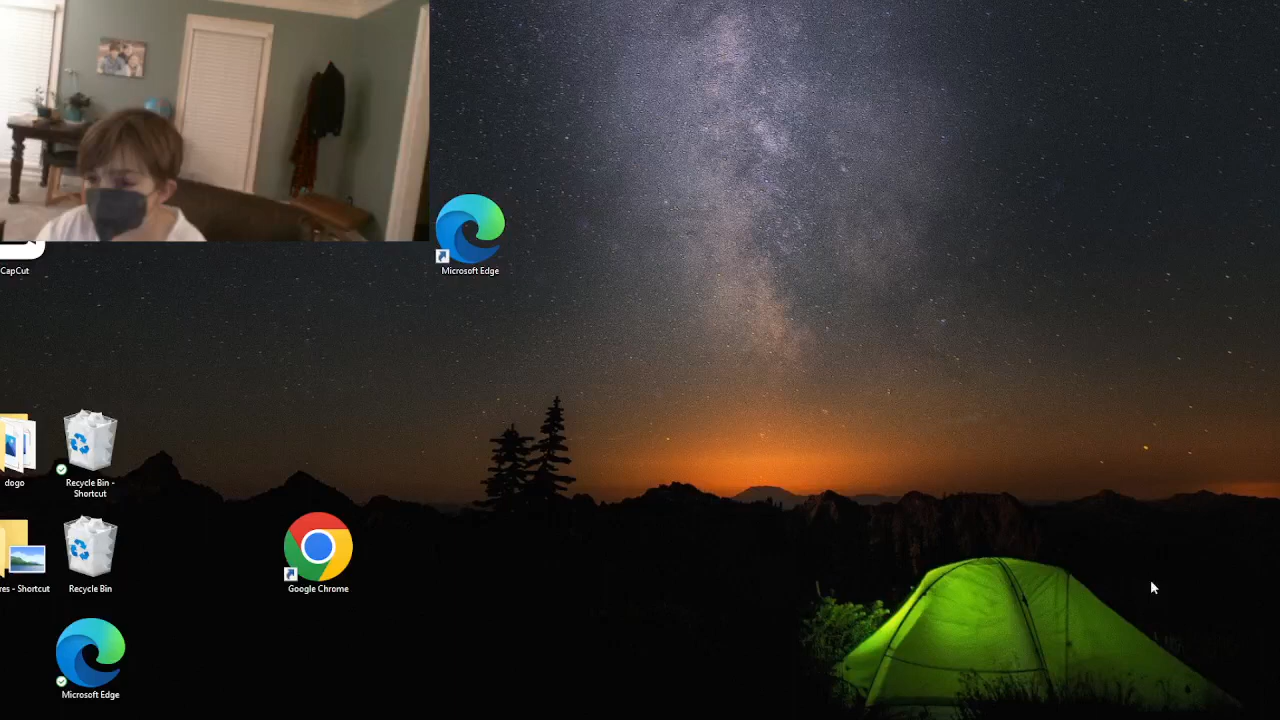 CapCut
Microsoft Edge
dogo
Recycle Bin -
Shortcut
res - Shortcut
Recycle Bin
Google Chrome
Microsoft Edge